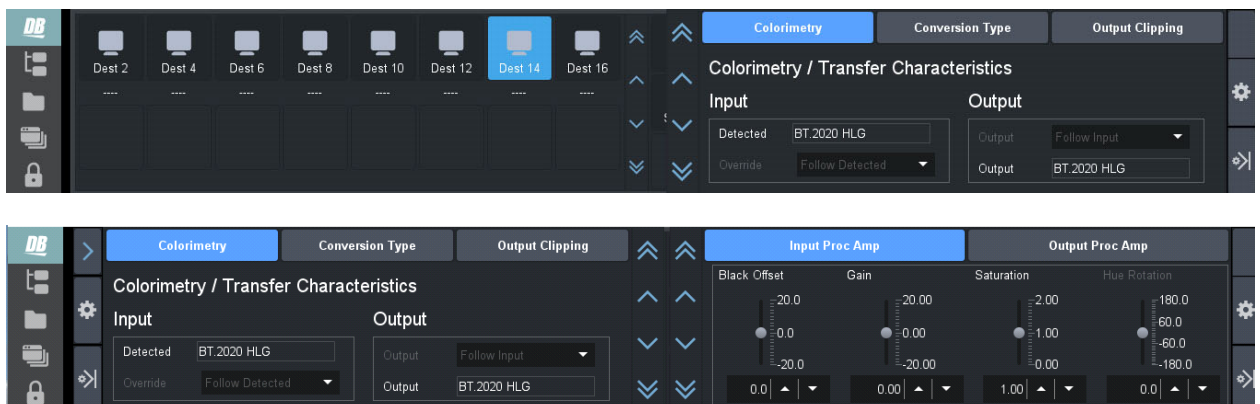 DB
Dest 2 Dest 4 Dest 6 Dest 8 Dest 10 Dest 12 Dest 14 Dest 16
---- ---- ---- ---- ---- ---- ---- ----
Colorimetry Conversion Type Output Clipping
Colorimetry / Transfer Characteristics
Input Output
Detected BT.2020 HLG Output Follow Input
Override Follow Detected Output BT.2020 HLG
DB
Colorimetry Conversion Type Output Clipping
Colorimetry / Transfer Characteristics
Input Output
Detected BT.2020 HLG Output Follow Input
Override Follow Detected Output BT.2020 HLG
Input Proc Amp Output Proc Amp
Black Offset Gain Saturation Hue Rotation
20.0 20.00 2.00 180.0
0.0 0.00 1.00 60.0
-60.0
-20.0 -20.00 0.00 -180.0
0.0 0.00 1.00 0.0